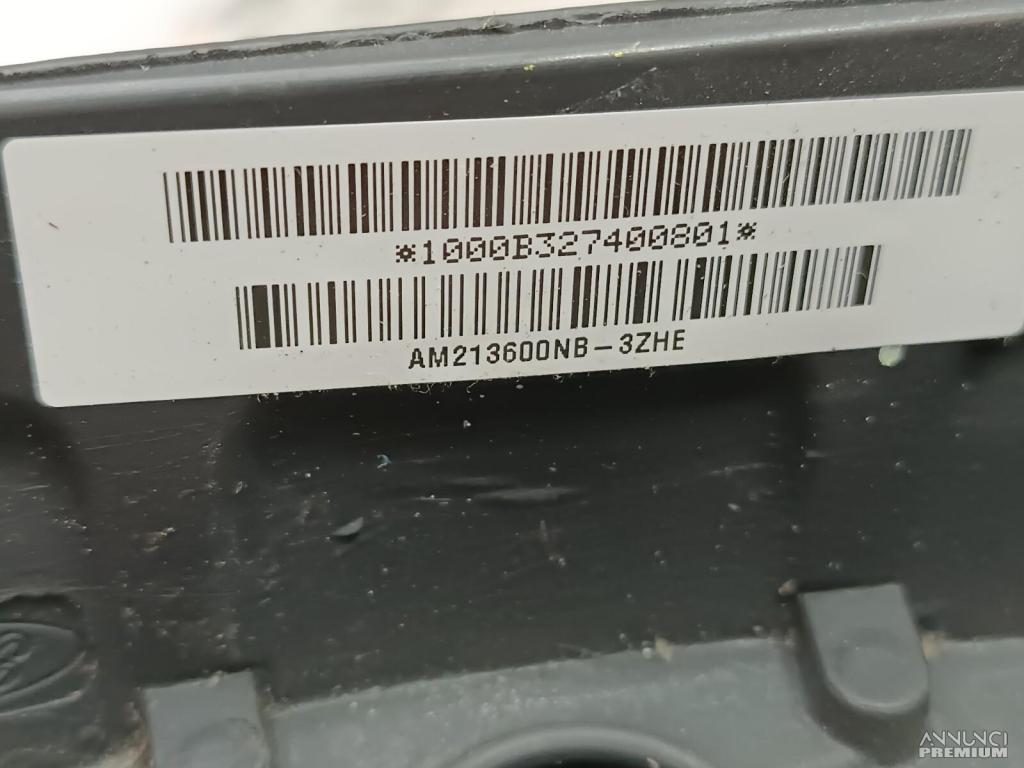 *1000B327400801*
AM213600NB-3ZHE
ANNUNCI
PREMIUM